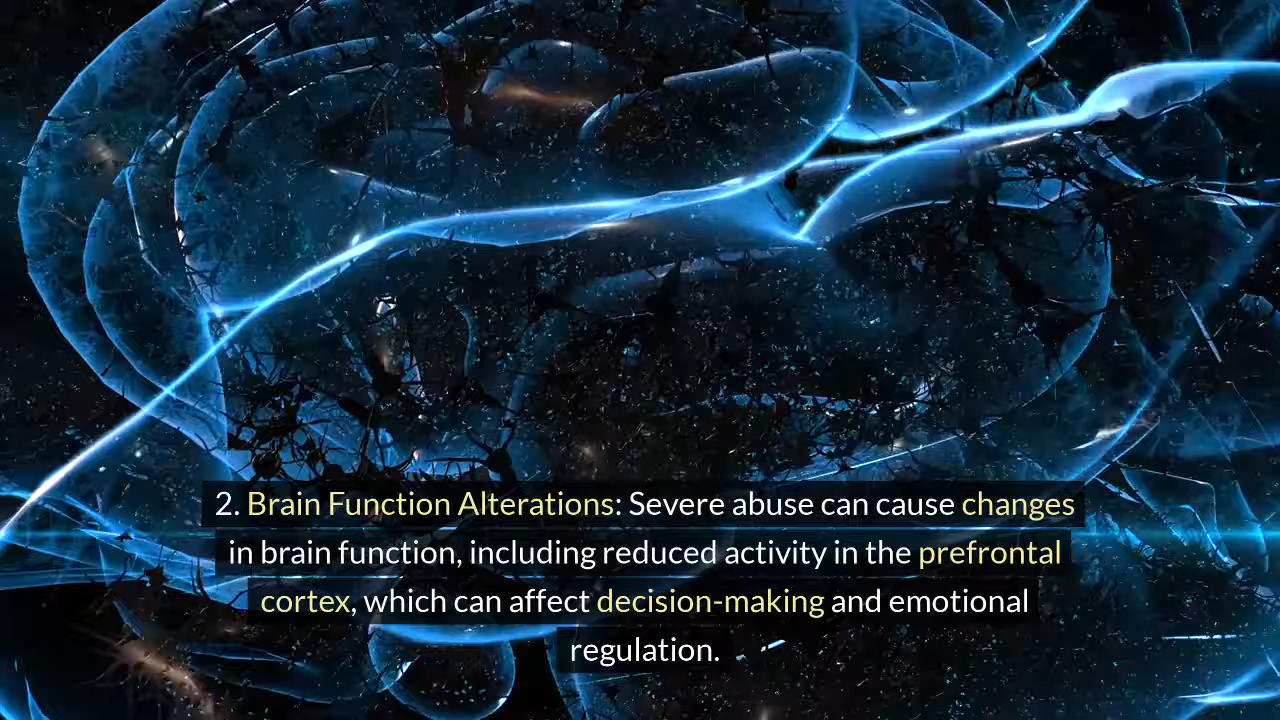 2. Brain Function Alterations: Severe abuse can cause changes
in brain function, including reduced activity in the prefrontal
cortex, which can affect decision-making and emotional
regulation.